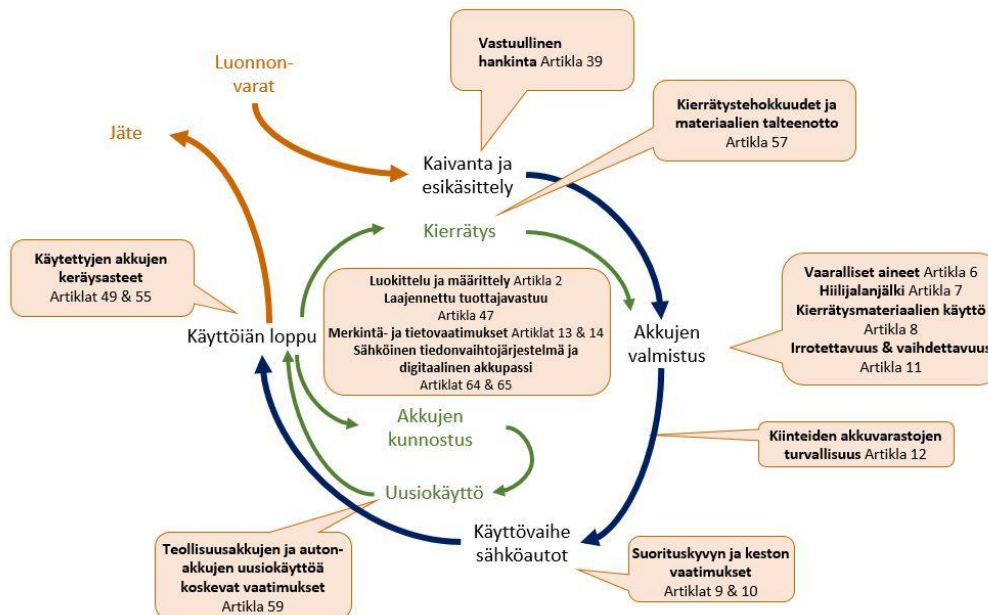 Vastuullinen
hankinta Artikla 39
Luonnon-
varat
Kierrätystehokkuudet ja
materiaalien talteenotto
Artikla 57
Jäte
Kaivanta ja
esikäsittely
Kierrätys
Käytettyjen akkujen
keräysasteet
Artiklat 49 & 55
Luokittelu ja määrittely Artikla 2
Laajennettu tuottajavastuu
Artikla 47
Merkintä- ja tietovaatimukset Artiklat 13 & 14
Sähköinen tiedonvaihtojärjestelmä ja
digitaalinen akkupassi
Artiklat 64 & 65
Vaaralliset aineet Artikla 6
Hiilijalanjälki Artikla 7
Kierrätysmateriaalien käyttö
Artikla 8
Irrotettavuus & vaihdettavuus
Artikla 11
Käyttöiän loppu
Akkujen
valmistus
Akkujen
kunnostus
Kiinteiden akkuvarastojen
turvallisuus Artikla 12
Uusiokäyttö
Käyttövaihe
sähköautot
Teollisuusakkujen ja auton-
akkujen uusiokäyttöä
koskevat vaatimukset
Artikla 59
Suorituskyvyn ja keston
vaatimukset
Artiklat 9 & 10